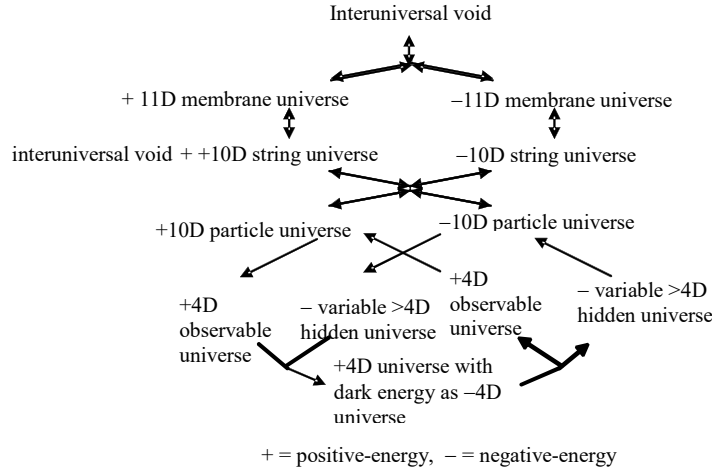 Interuniversal void
+ 11D membrane universe
–11D membrane universe
interuniversal void + +10D string universe
–10D string universe
+10D particle universe
–10D particle universe
+4D
observable
universe
– variable >4D
hidden universe
+4D
observable
universe
– variable >4D
hidden universe
+4D universe with
dark energy as –4D
universe
+ = positive-energy, – = negative-energy